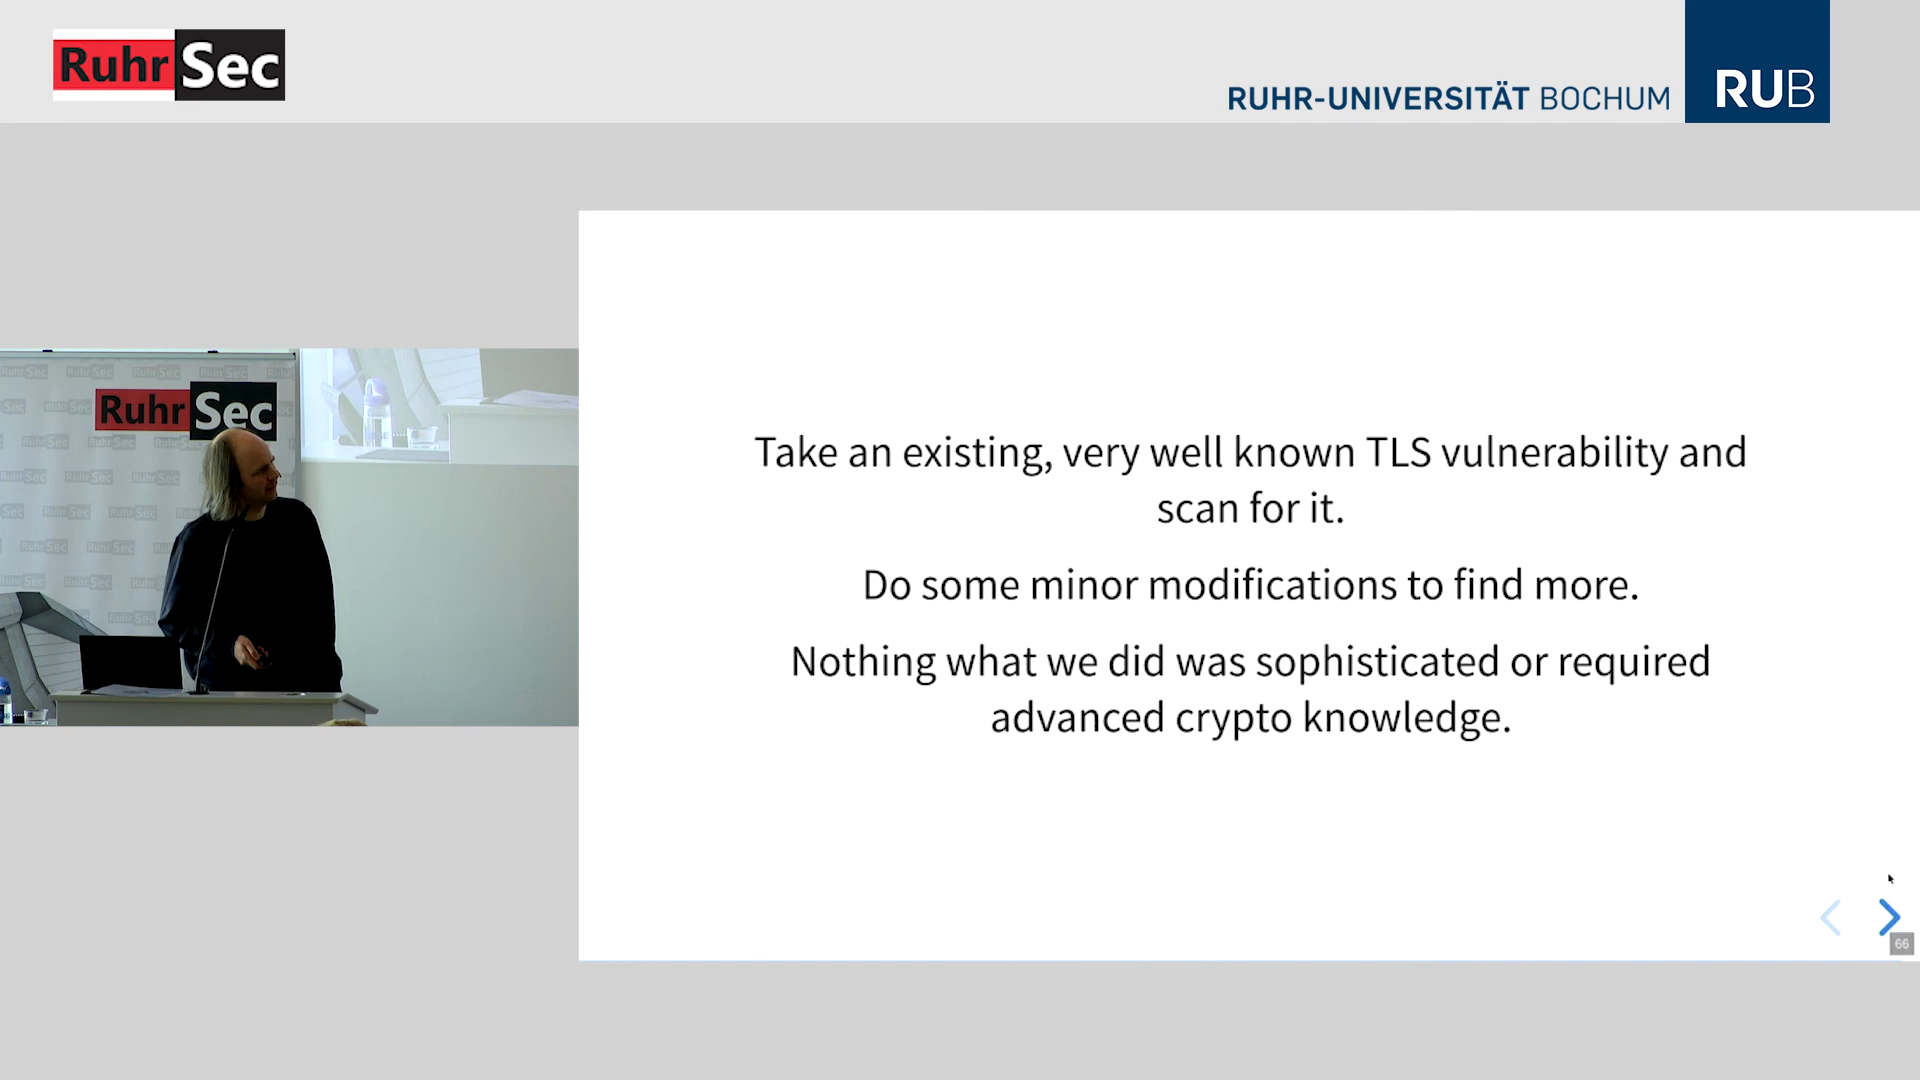 RuhrSec
RUHR-UNIVERSITÄT BOCHUM
RUB
RuhrSec
Take an existing, very well known TLS vulnerability and
scan for it.
Do some minor modifications to find more.
Nothing what we did was sophisticated or required
advanced crypto knowledge.
66